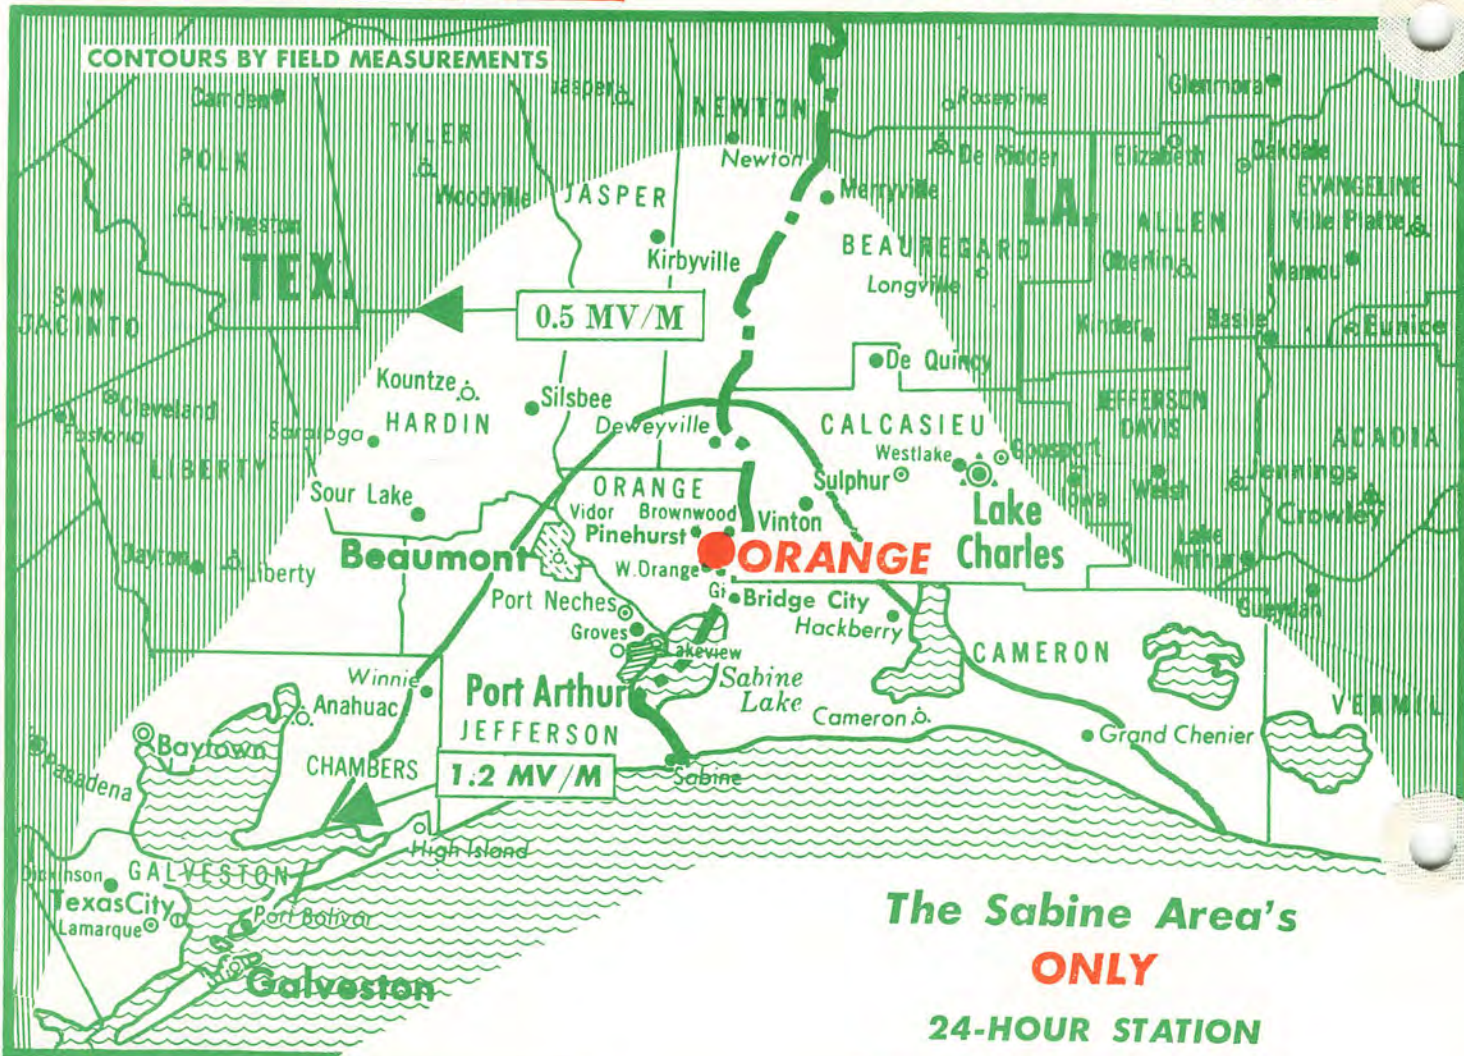 CONTOURS BY FIELD MEASUREMENTS
Camden
Jasper
NEWTON
Rosepine
Glenmora
TYLER
POLK
Newton
De Ridder
Elizabeth
Oakdale
Woodville
JASPER
Merryville
LA.
EVANGELINE
Livingston
ALLEN
Ville Platte
TEX.
Kirbyville
BEAUREGARD
Longville
Oberlin
Mamou
SAN
JACINTO
0.5 MV/M
Kinder
Basile
Eunice
De Quincy
Kountze
Silsbee
Cleveland
Fostoria
HARDIN
Deweyville
CALCASIEU
JEFFERSON
DAVIS
ACADIA
Saratoga
Westlake
Goosport
LIBERTY
Sulphur
Iowa
Welsh
Jennings
Sour Lake
ORANGE
Vidor Brownwood
Vinton
Lake
Charles
Crowley
Pinehurst
Beaumont
ORANGE
Lake
Arthur
Dayton
Liberty
W.Orange
Gueydan
Port Neches
Bridge City
Groves
Hackberry
Lakeview
CAMERON
Winnie
Port Arthur
Sabine
Lake
Anahuac
Cameron
VERMIL
JEFFERSON
Grand Chenier
Baytown
Pasadena
CHAMBERS
1.2 MV/M
Sabine
High Island
Dickinson
GALVESTON
Texas City
Port Bolivar
Lamarque
Galveston
The Sabine Area's
ONLY
24-HOUR STATION